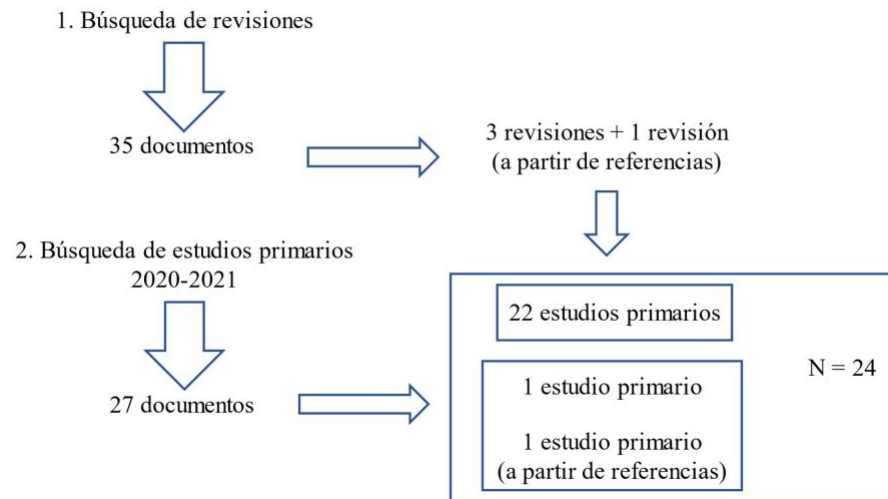 1. Búsqueda de revisiones
35 documentos
3 revisiones + 1 revisión
(a partir de referencias)
2. Búsqueda de estudios primarios
2020-2021
27 documentos
22 estudios primarios
1 estudio primario
1 estudio primario
(a partir de referencias)
N = 24